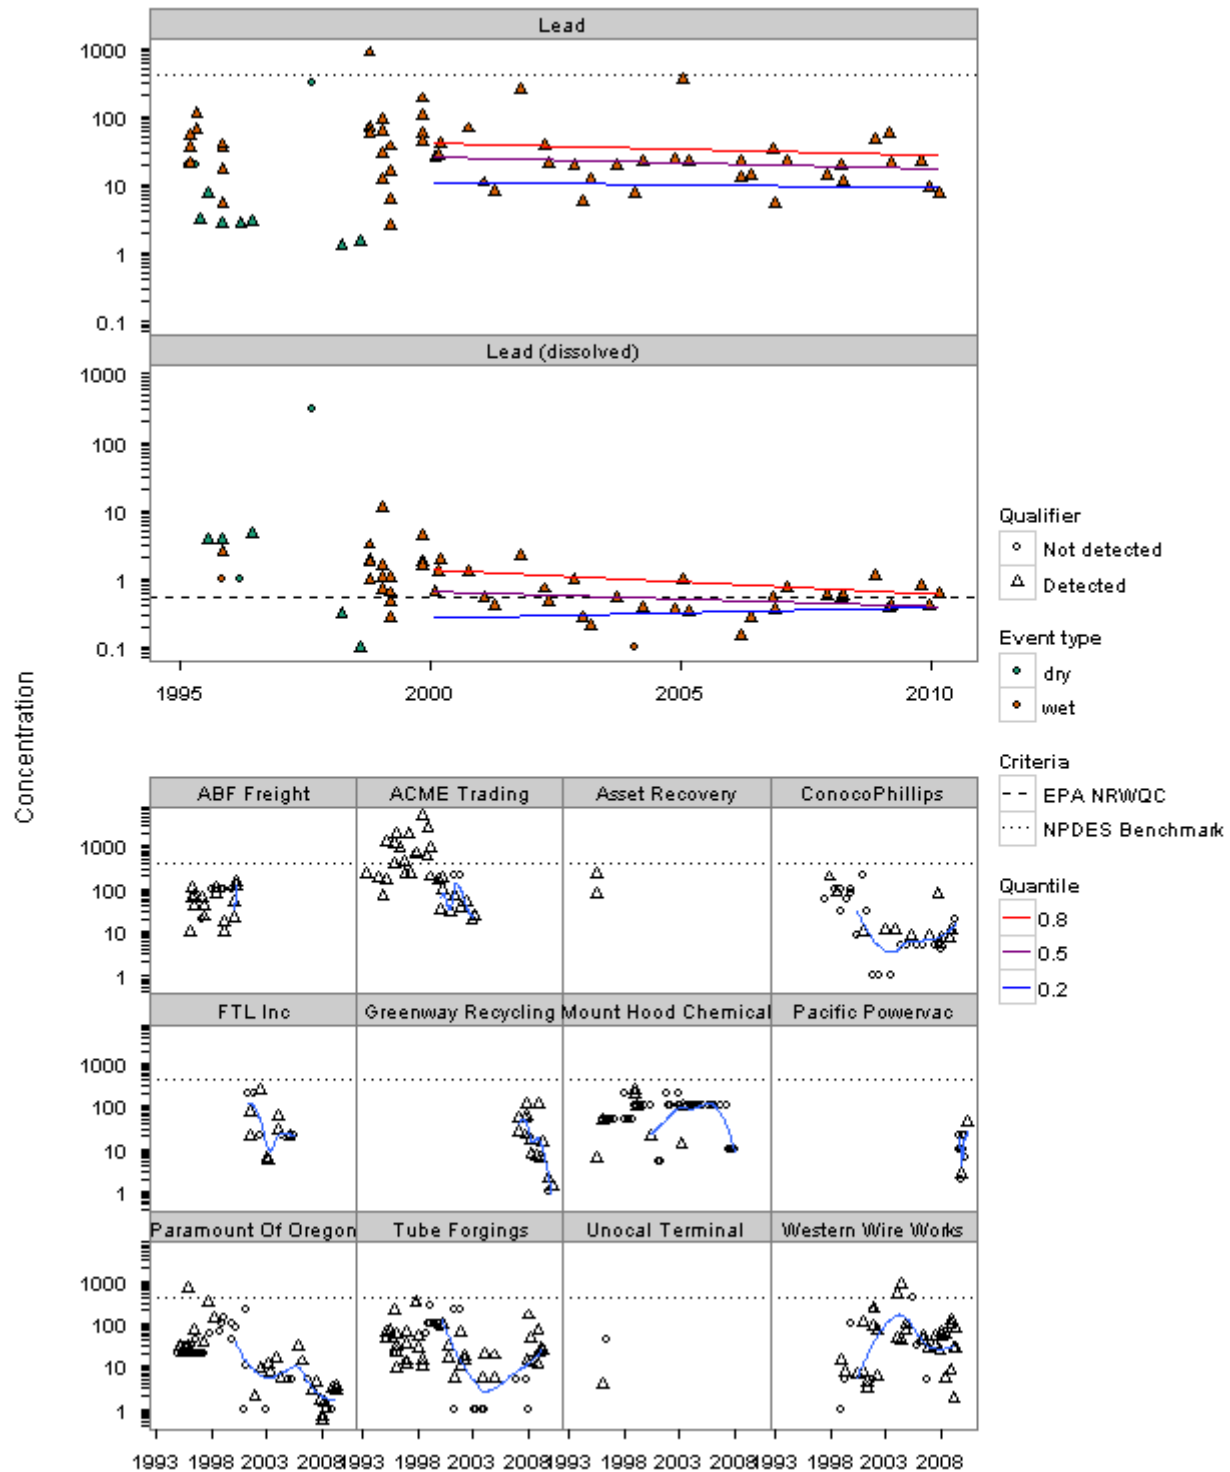 Lead
1000
100
10
1
0.1
Lead (dissolved)
1000
100
10
1
0.1
1995 2000 2005 2010
Concentration
Qualifier
Not detected
Detected
Event type
dry
wet
Criteria
EPA NRWQC
NPDES Benchmark
Quantile
0.8
0.5
0.2
ABF Freight ACME Trading Asset Recovery ConocoPhillips
1000
100
10
1
FTL Inc Greenway Recycling Mount Hood Chemical Pacific Powervac
1000
100
10
1
Paramount Of Oregon Tube Forgings Unocal Terminal Western Wire Works
1000
100
10
1
1993 1998 2003 2008 1993 1998 2003 2008 1993 1998 2003 2008 1993 1998 2003 2008